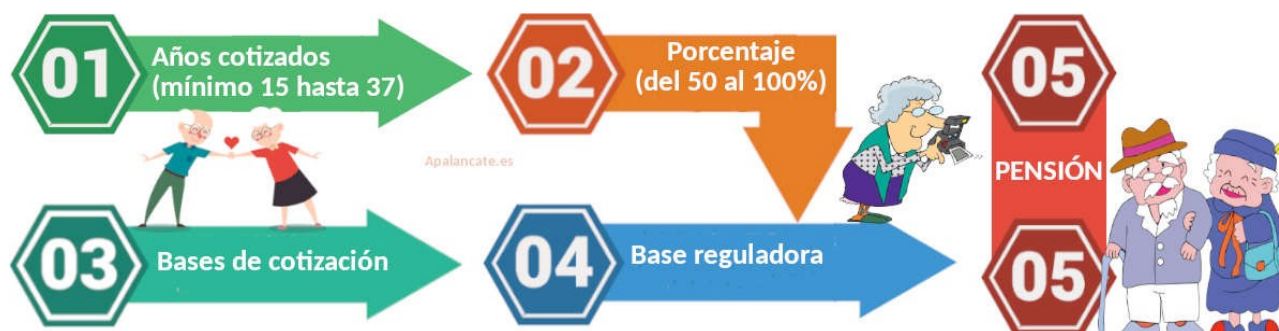 01
Años cotizados
(mínimo 15 hasta 37)
02
Porcentaje
(del 50 al 100%)
05
Apalancate.es
PENSIÓN
03
Bases de cotización
04
Base reguladora
05